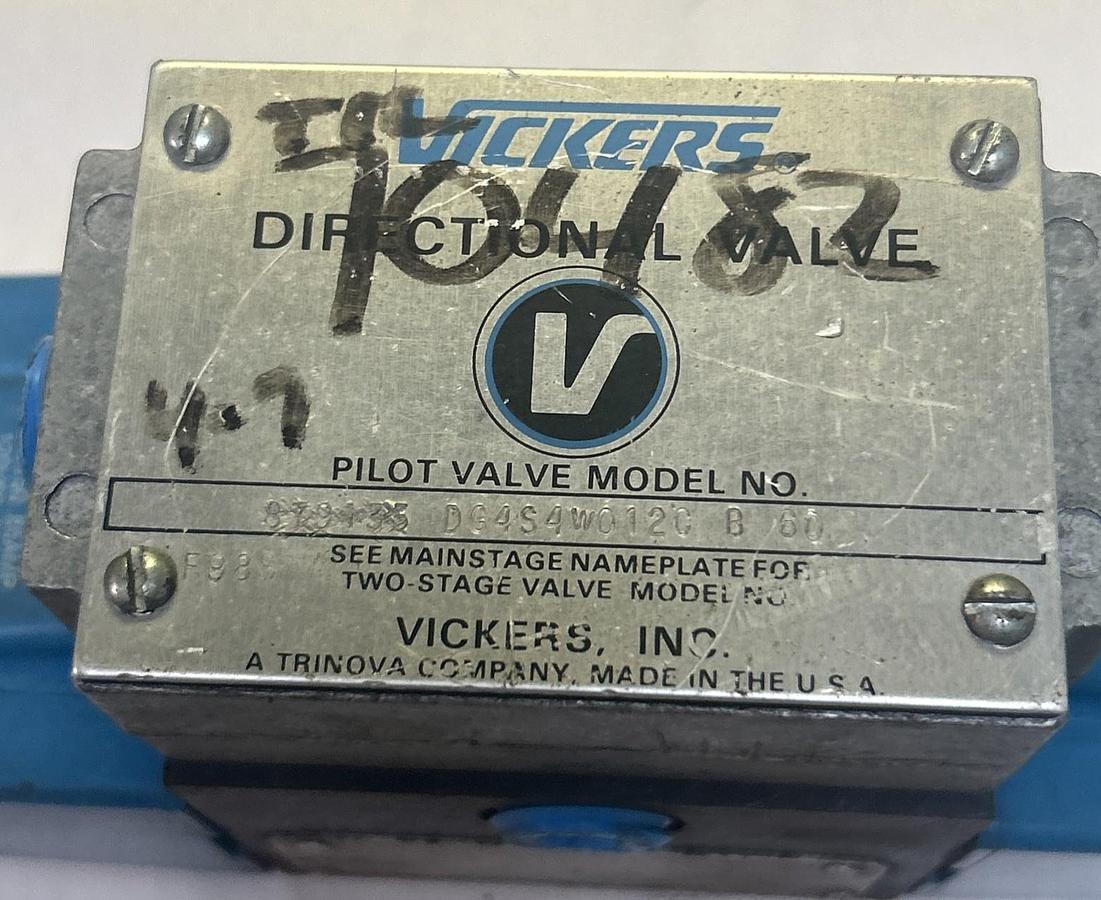 VICKERS
90482
DIRECTIONAL VALVE
V
4-7
PILOT VALVE MODEL NO.
DG4S4W012C B 60
SEE MAINSTAGE NAMEPLATE FOR
TWO-STAGE VALVE MODEL NO.
VICKERS, INC.
A TRINOVA COMPANY, MADE IN THE U S A.